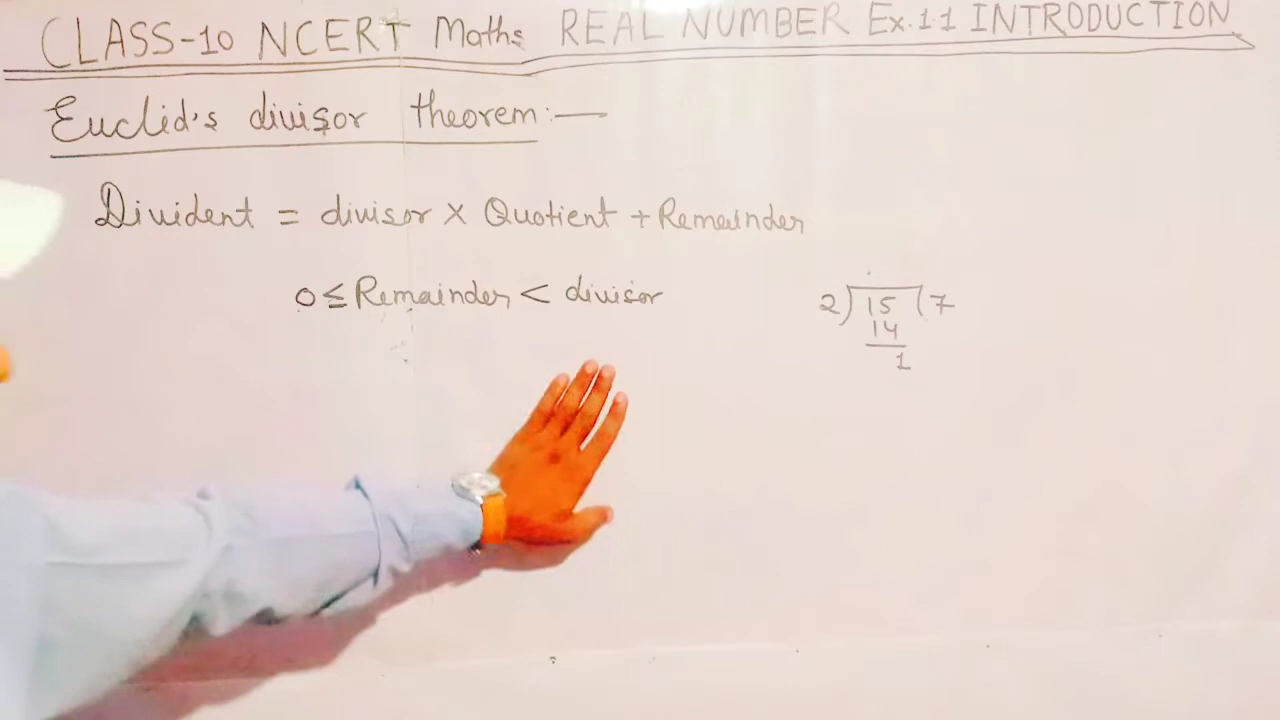 CLASS-10 NCERT Maths REAL NUMBER Ex.1.1 INTRODUCTION
Euclid's divisor theorem:—
Divident = divisor × Quotient + Remainder
0 ≤ Remainder < divisor
2) 15 (7
14
1